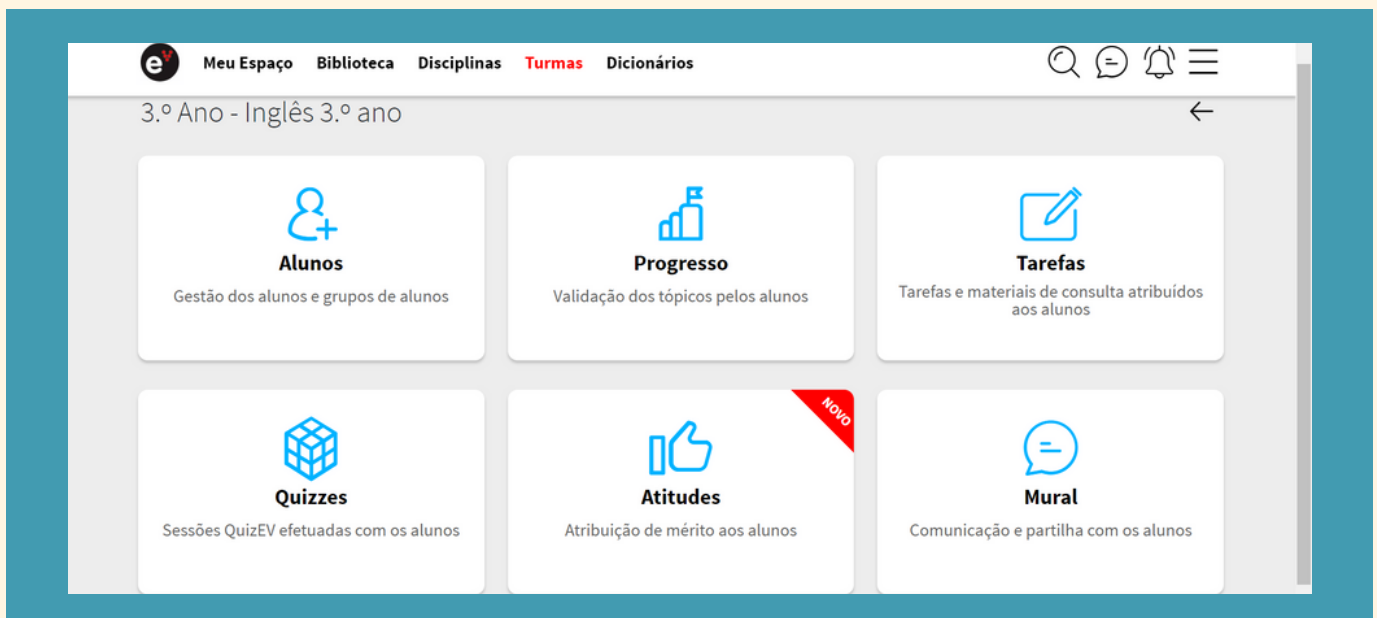 ev
Meu Espaço Biblioteca Disciplinas Turmas Dicionários
3.º Ano - Inglês 3.º ano
Alunos
Gestão dos alunos e grupos de alunos
Progresso
Validação dos tópicos pelos alunos
Tarefas
Tarefas e materiais de consulta atribuídos
aos alunos
Quizzes
Sessões QuizEV efetuadas com os alunos
NOVO
Atitudes
Atribuição de mérito aos alunos
Mural
Comunicação e partilha com os alunos